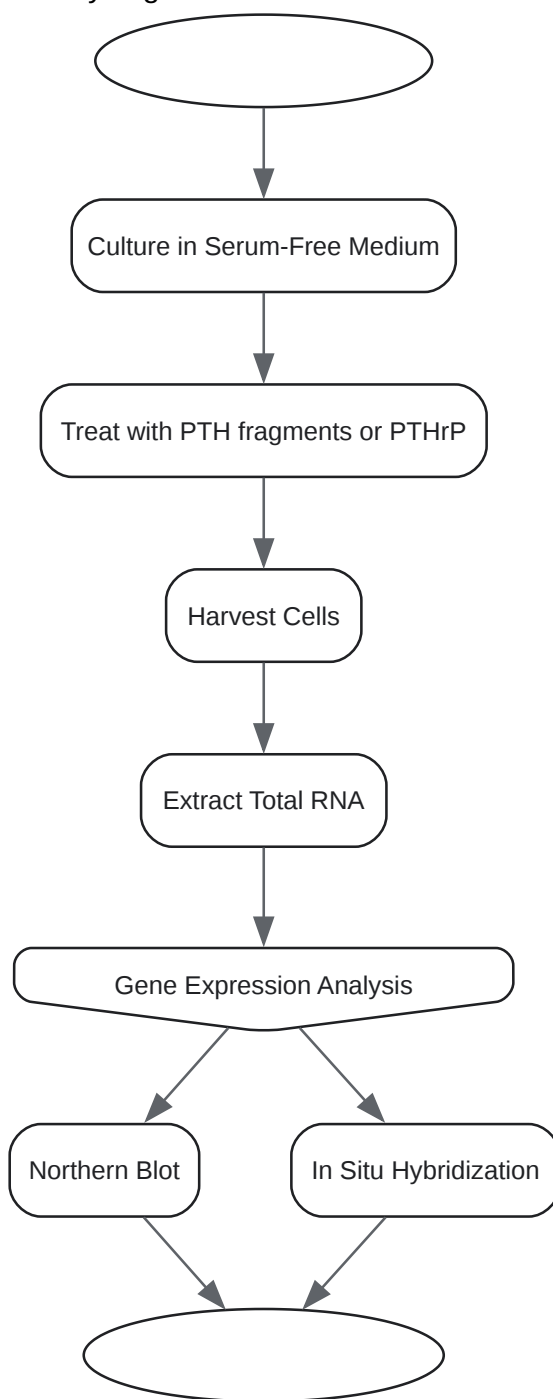 Culture in Serum-Free Medium
Treat with PTH fragments or PTHrP
Harvest Cells
Extract Total RNA
Gene Expression Analysis
Northern Blot
In Situ Hybridization